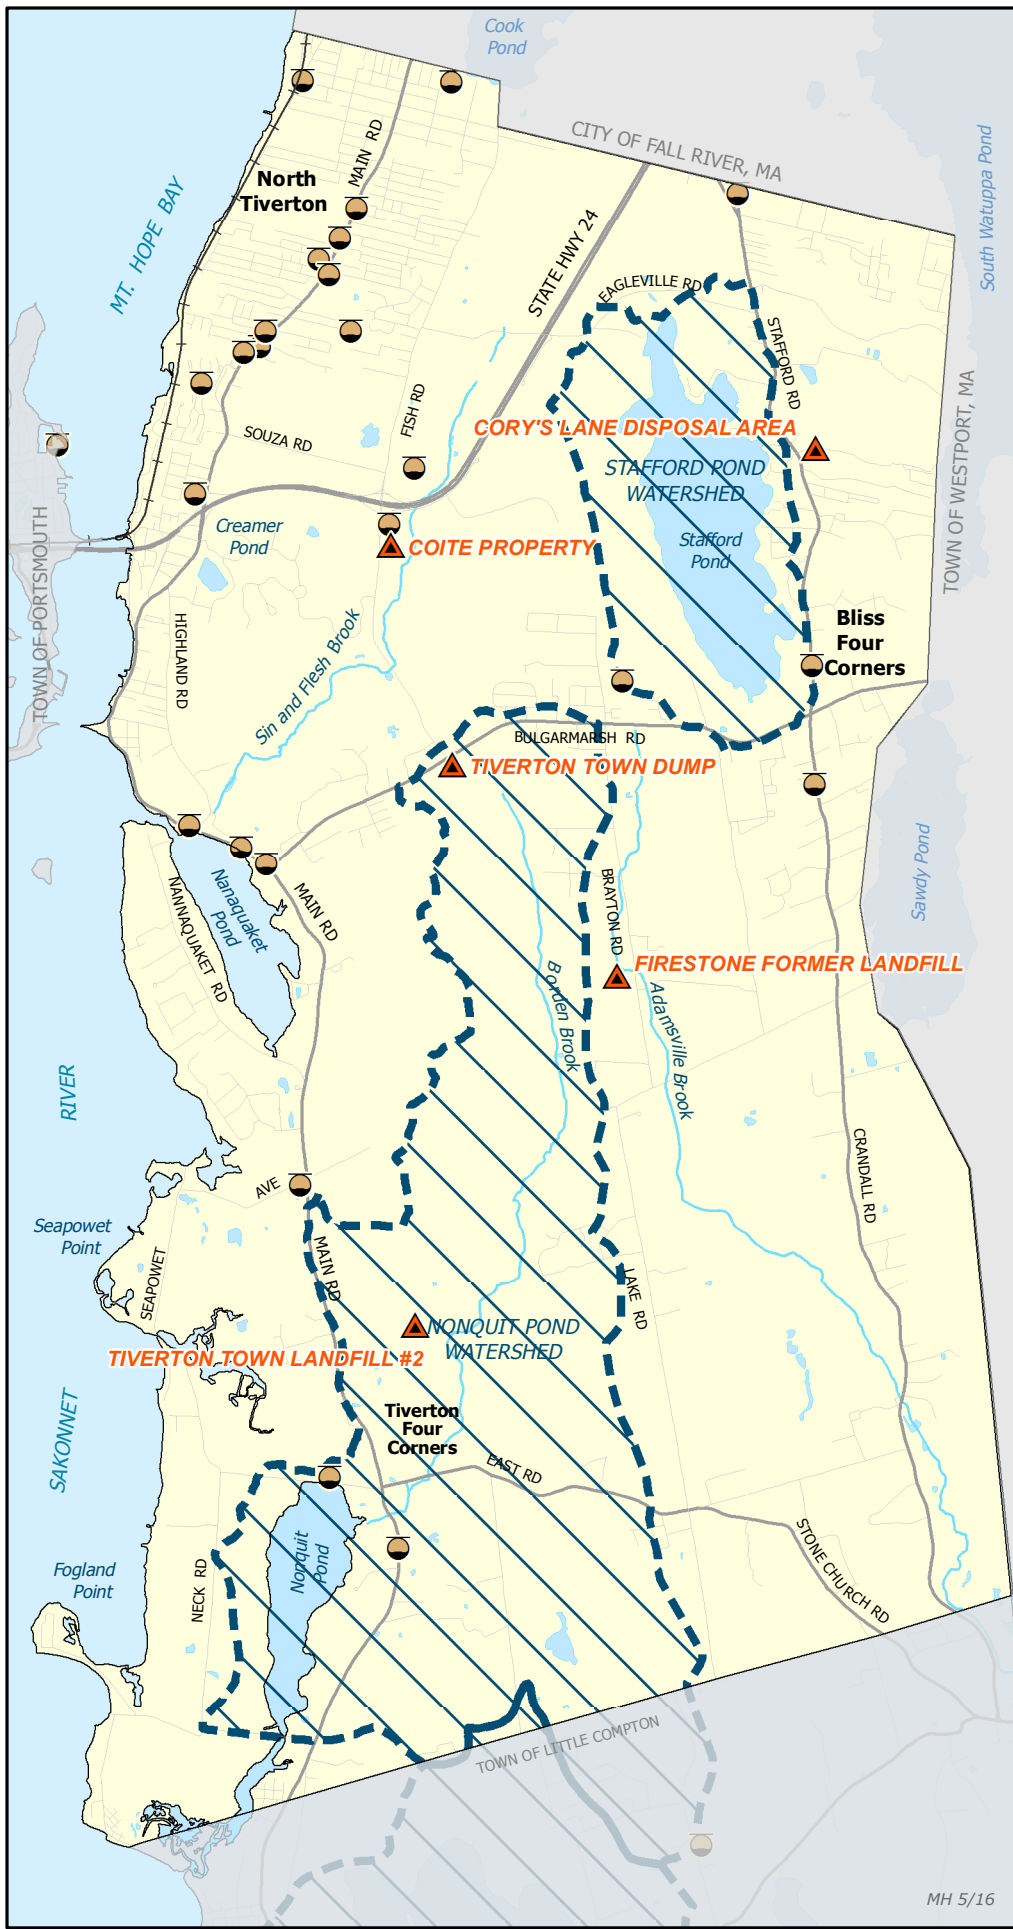 Cook
Pond
CITY OF FALL RIVER, MA
South Watuppa Pond
MAIN RD
North
Tiverton
MT. HOPE BAY
STATE HWY 24
EAGLEVILLE RD
STAFFORD RD
TOWN OF WESTPORT, MA
FISH RD
SOUZA RD
CORY'S LANE DISPOSAL AREA
STAFFORD POND
WATERSHED
Stafford
Pond
Creamer
Pond
COITE PROPERTY
TOWN OF PORTSMOUTH
HIGHLAND RD
Sin and Flesh Brook
Bliss
Four
Corners
BULGARMARSH RD
TIVERTON TOWN DUMP
Sawdy Pond
NANNAQUAKET RD
Nanaquaket
Pond
MAIN RD
BRAYTON RD
FIRESTONE FORMER LANDFILL
Borden Brook
Adamsville Brook
RIVER
CRANDALL RD
AVE
Seapowet
Point
SEAPOWET
MAIN RD
LAKE RD
NONQUIT POND
WATERSHED
TIVERTON TOWN LANDFILL #2
SAKONNET
Tiverton
Four
Corners
EAST RD
STONE CHURCH RD
Nonquit
Pond
NECK RD
Fogland
Point
TOWN OF LITTLE COMPTON
MH 5/16